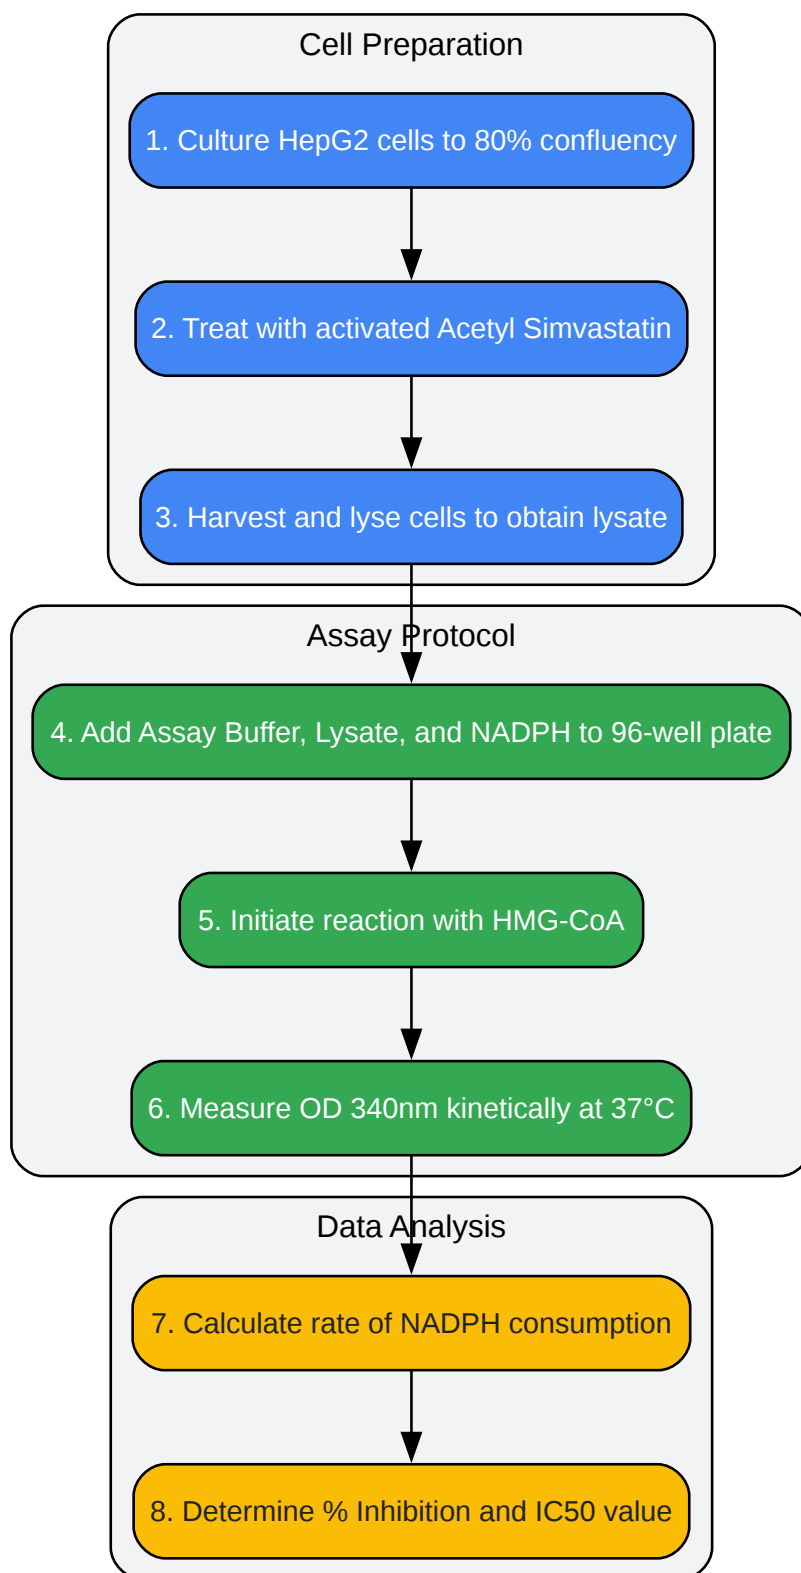 Cell Preparation
1. Culture HepG2 cells to 80% confluency
2. Treat with activated Acetyl Simvastatin
3. Harvest and lyse cells to obtain lysate
Assay Protocol
4. Add Assay Buffer, Lysate, and NADPH to 96-well plate
5. Initiate reaction with HMG-CoA
6. Measure OD 340nm kinetically at 37°C
Data Analysis
7. Calculate rate of NADPH consumption
8. Determine % Inhibition and IC50 value